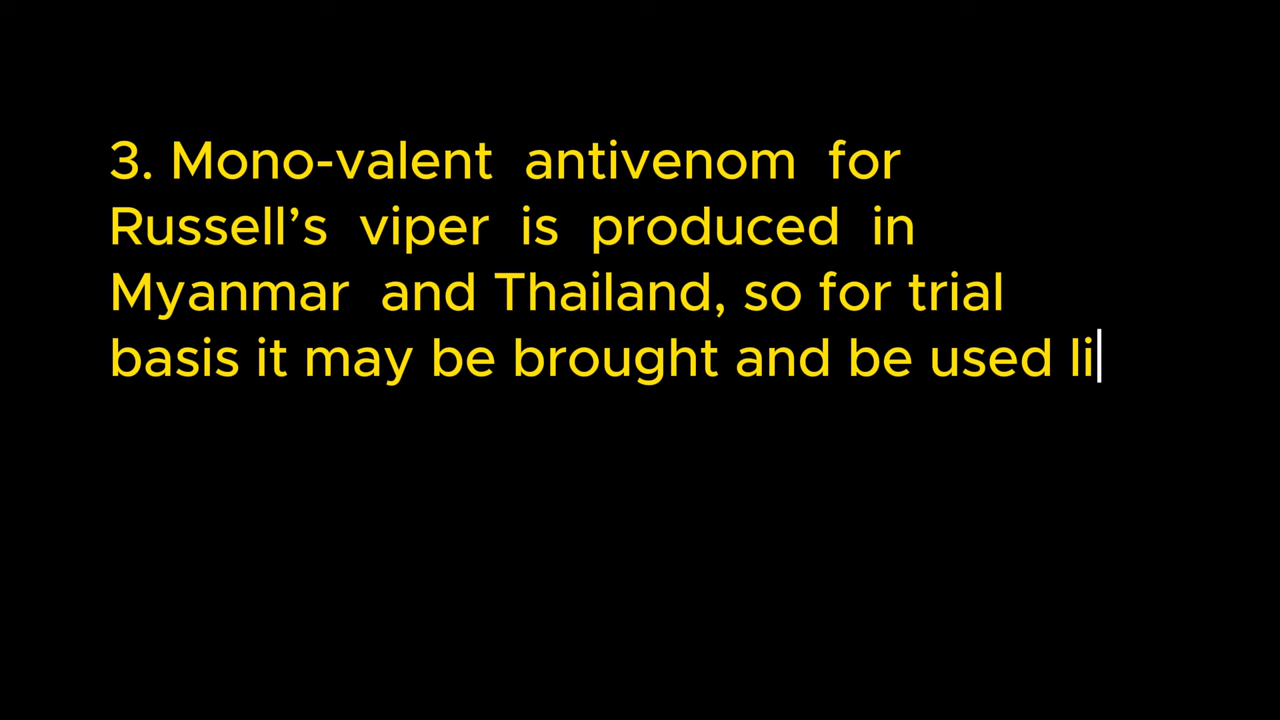 3. Mono-valent antivenom for
Russell’s viper is produced in
Myanmar and Thailand, so for trial
basis it may be brought and be used li